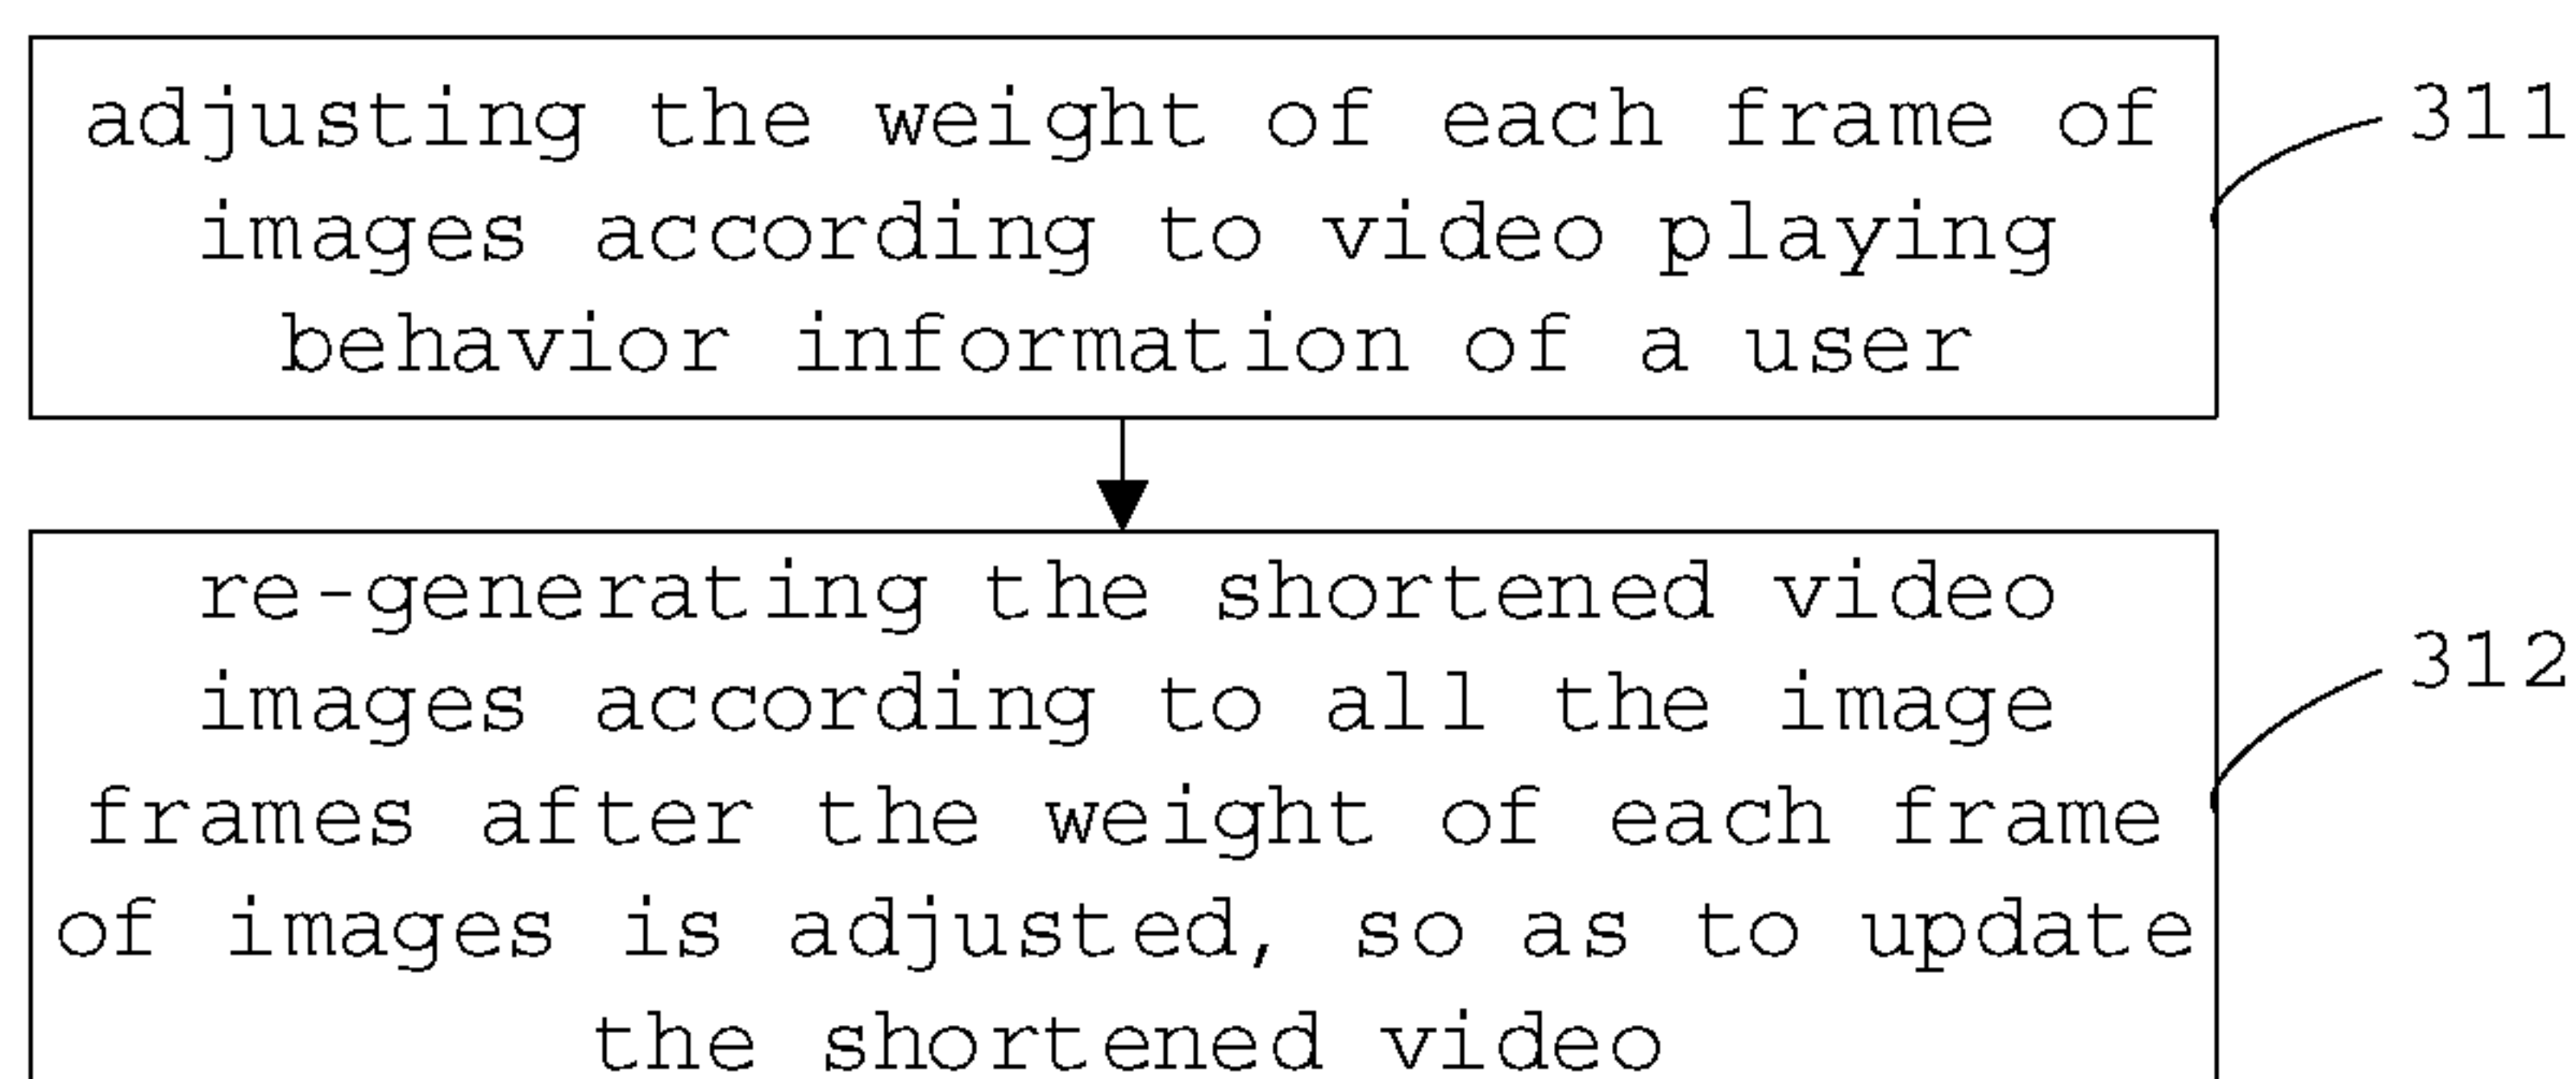 adjusting the weight of each frame of
images according to video playing
behavior information of a user
311
re-generating the shortened video
images according to all the image
frames after the weight of each frame
of images is adjusted, so as to update
the shortened video
312